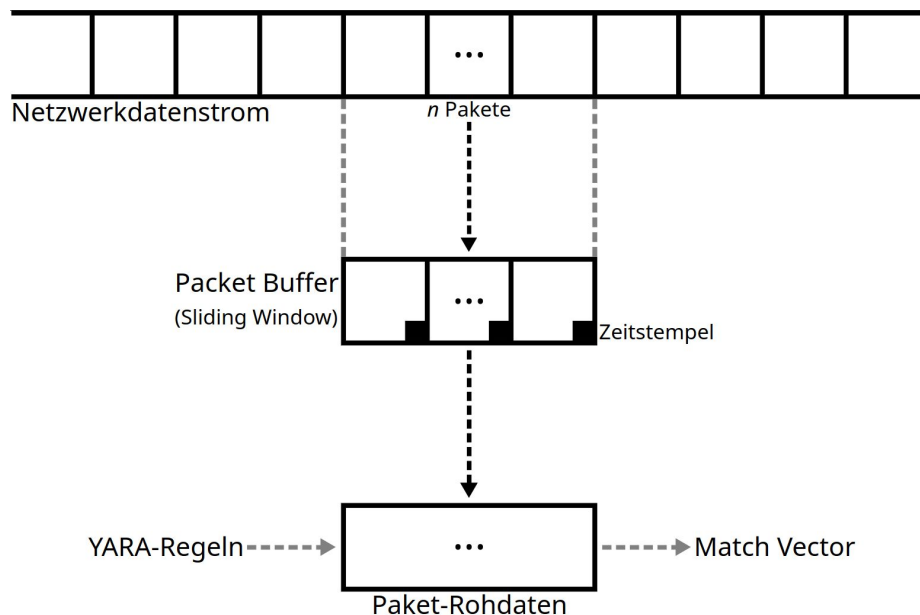 ...
Netzwerkdatenstrom
n Pakete
Packet Buffer
(Sliding Window)
...
Zeitstempel
YARA-Regeln
...
Match Vector
Paket-Rohdaten